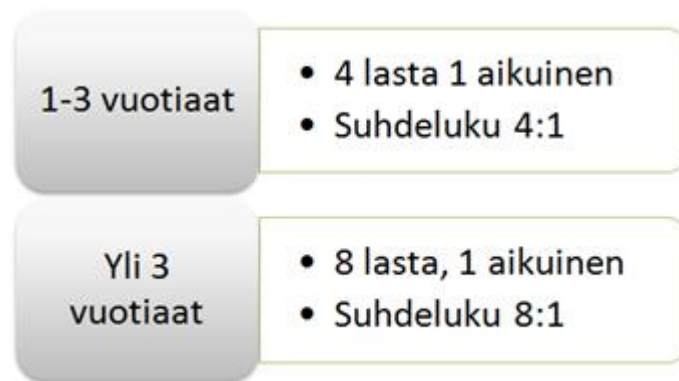 1-3 vuotiaat
• 4 lasta 1 aikuinen
• Suhdeluku 4:1
Yli 3
vuotiaat
• 8 lasta, 1 aikuinen
• Suhdeluku 8:1